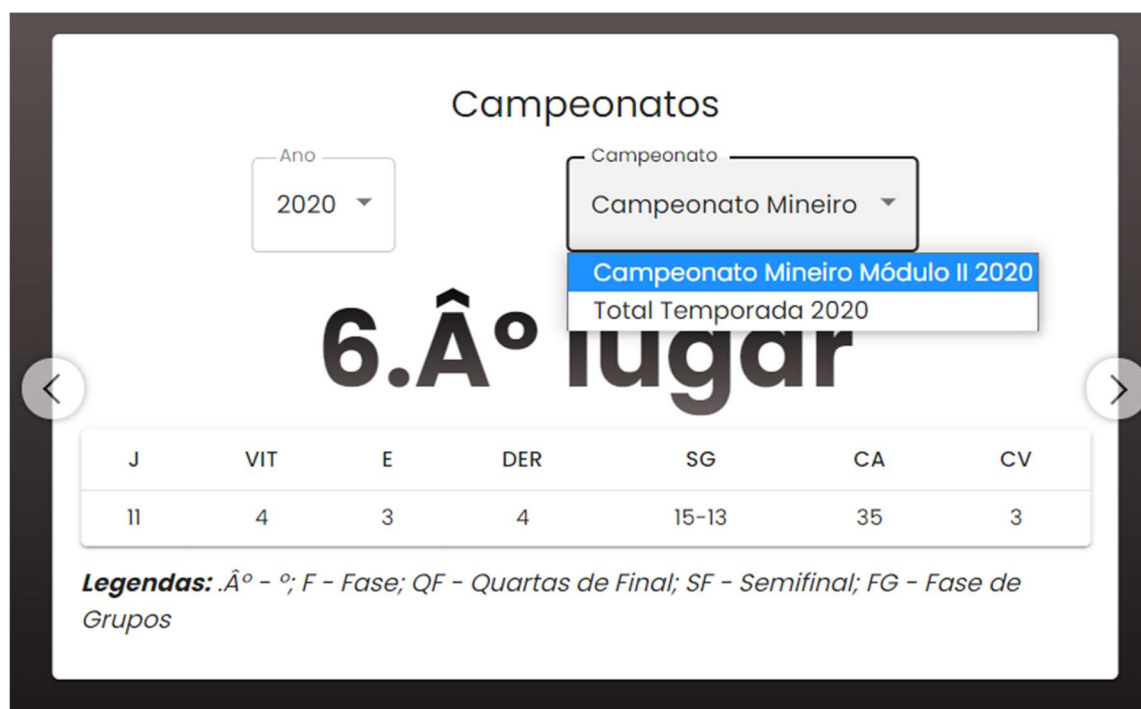 Campeonatos
Ano
Campeonato
2020
Campeonato Mineiro
Campeonato Mineiro Módulo II 2020
Total Temporada 2020
6.Âº lugar
J VIT E DER SG CA CV
11 4 3 4 15-13 35 3
Legendas: .Âº - º; F - Fase; QF - Quartas de Final; SF - Semifinal; FG - Fase de
Grupos